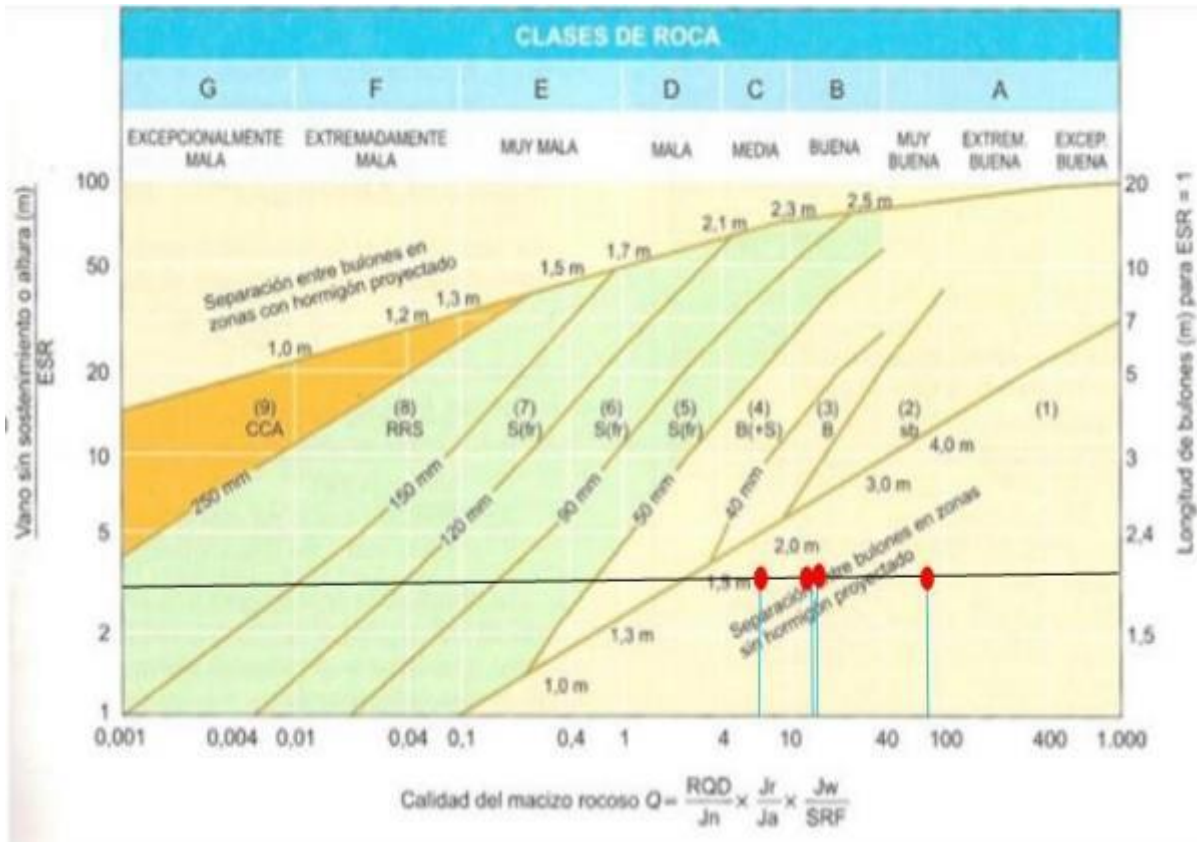 CLASES DE ROCA
G F E D C B A
EXCEPCIONALMENTE
MALA
EXTREMADAMENTE
MALA
MUY MALA
MALA
MEDIA
BUENA
MUY
BUENA
EXTREM.
BUENA
EXCEP.
BUENA
Vano sin sostenimiento o altura (m)
ESR
100
50
20
10
5
2
1
Separación entre bulones en
zonas con hormigón proyectado
1,0 m
1,2 m
1,3 m
1,5 m
1,7 m
2,1 m
2,3 m
2,5 m
(9)
CCA
(8)
RRS
(7)
S(fr)
(6)
S(fr)
(5)
S(fr)
(4)
B(+S)
(3)
B
(2)
sb
(1)
250 mm
150 mm
120 mm
90 mm
50 mm
40 mm
4,0 m
3,0 m
2,0 m
1,5 m
1,3 m
1,0 m
Separación entre bulones en zonas
sin hormigón proyectado
20
10
7
5
3
2,4
1,5
Longitud de bulones (m) para ESR = 1
0,001 0,004 0,01 0,04 0,1 0,4 1 4 10 40 100 400 1.000
Calidad del macizo rocoso Q = RQD/Jn × Jr/Ja × Jw/SRF